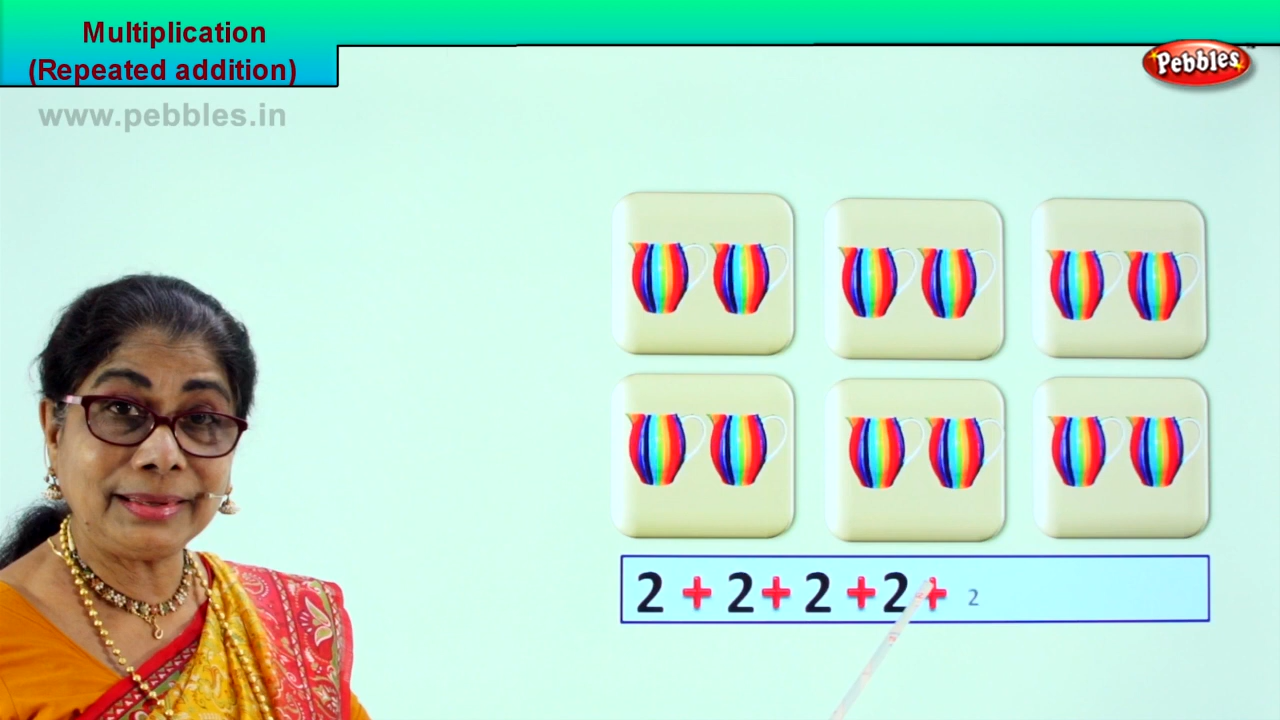 Multiplication
(Repeated addition)
www.pebbles.in
Pebbles
2 + 2 + 2 + 2 + 2